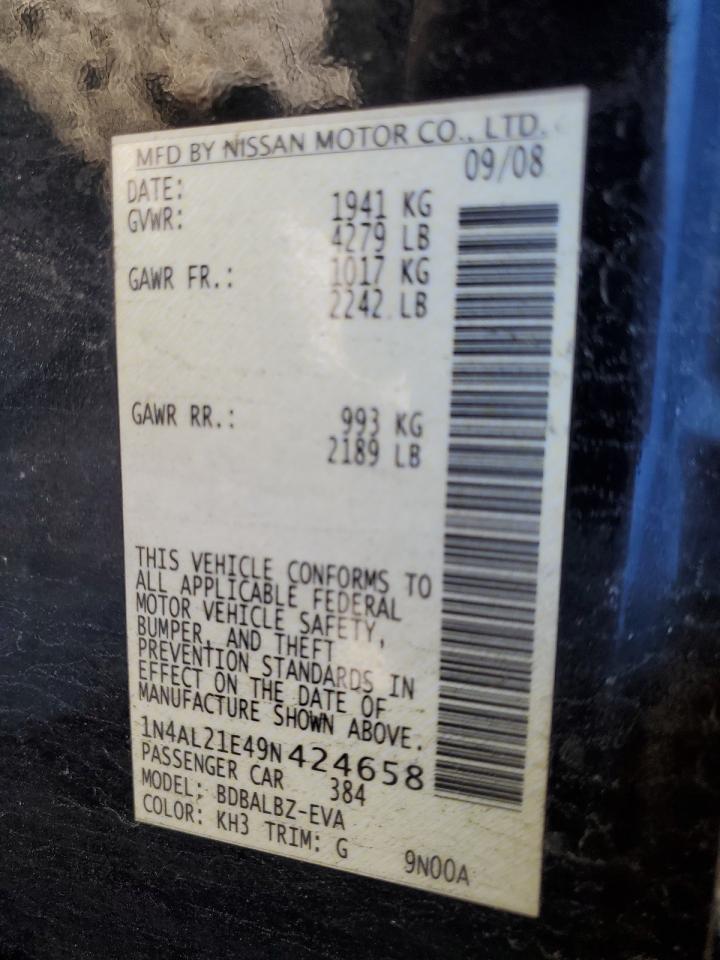 MFD BY NISSAN MOTOR CO., LTD.
DATE: 09/08
GVWR: 1941 KG
4279 LB
GAWR FR.: 1017 KG
2242 LB
GAWR RR.: 993 KG
2189 LB
THIS VEHICLE CONFORMS TO
ALL APPLICABLE FEDERAL
MOTOR VEHICLE SAFETY,
BUMPER, AND THEFT
PREVENTION STANDARDS IN
EFFECT ON THE DATE OF
MANUFACTURE SHOWN ABOVE.
1N4AL21E49N424658
PASSENGER CAR 384
MODEL: BDBALBZ-EVA
COLOR: KH3 TRIM: G 9N00A